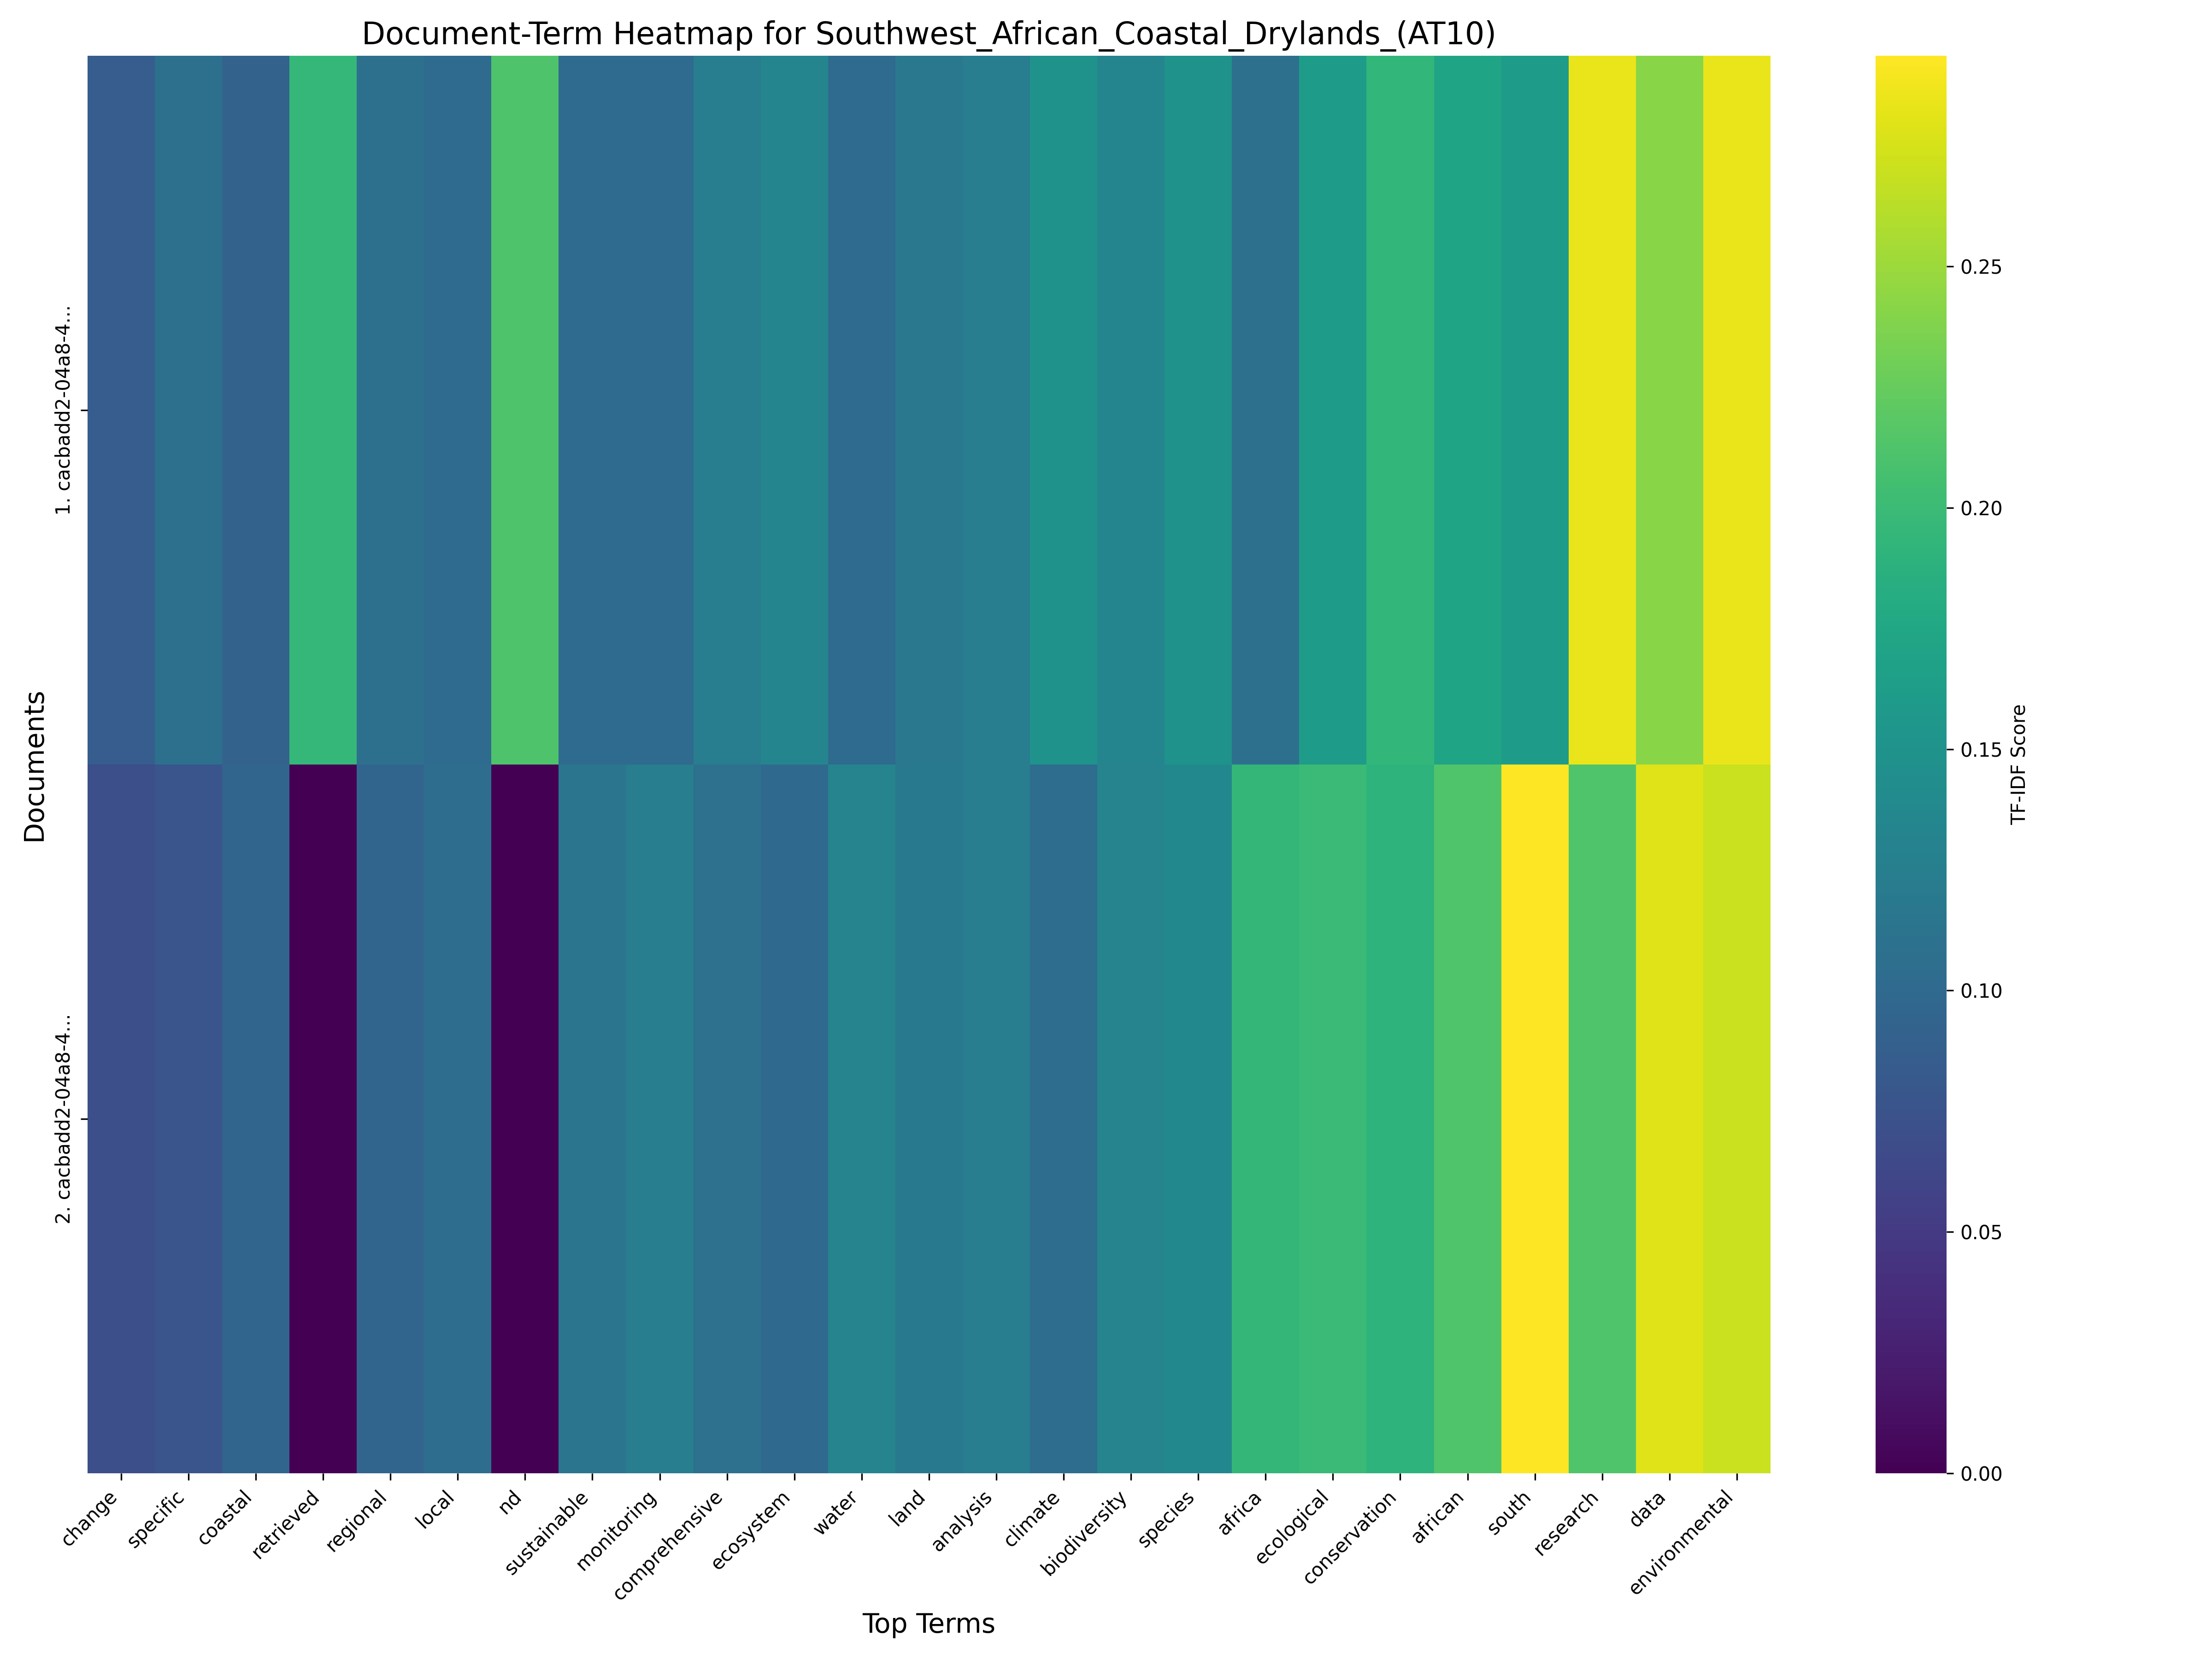 Document-Term Heatmap for Southwest_African_Coastal_Drylands_(AT10)
Documents
1. cacbadd2-04a8-4...
2. cacbadd2-04a8-4...
change
specific
coastal
retrieved
regional
local
nd
sustainable
monitoring
comprehensive
ecosystem
water
land
analysis
climate
biodiversity
species
africa
ecological
conservation
african
south
research
data
environmental
Top Terms
0.25
0.20
0.15
0.10
0.05
0.00
TF-IDF Score